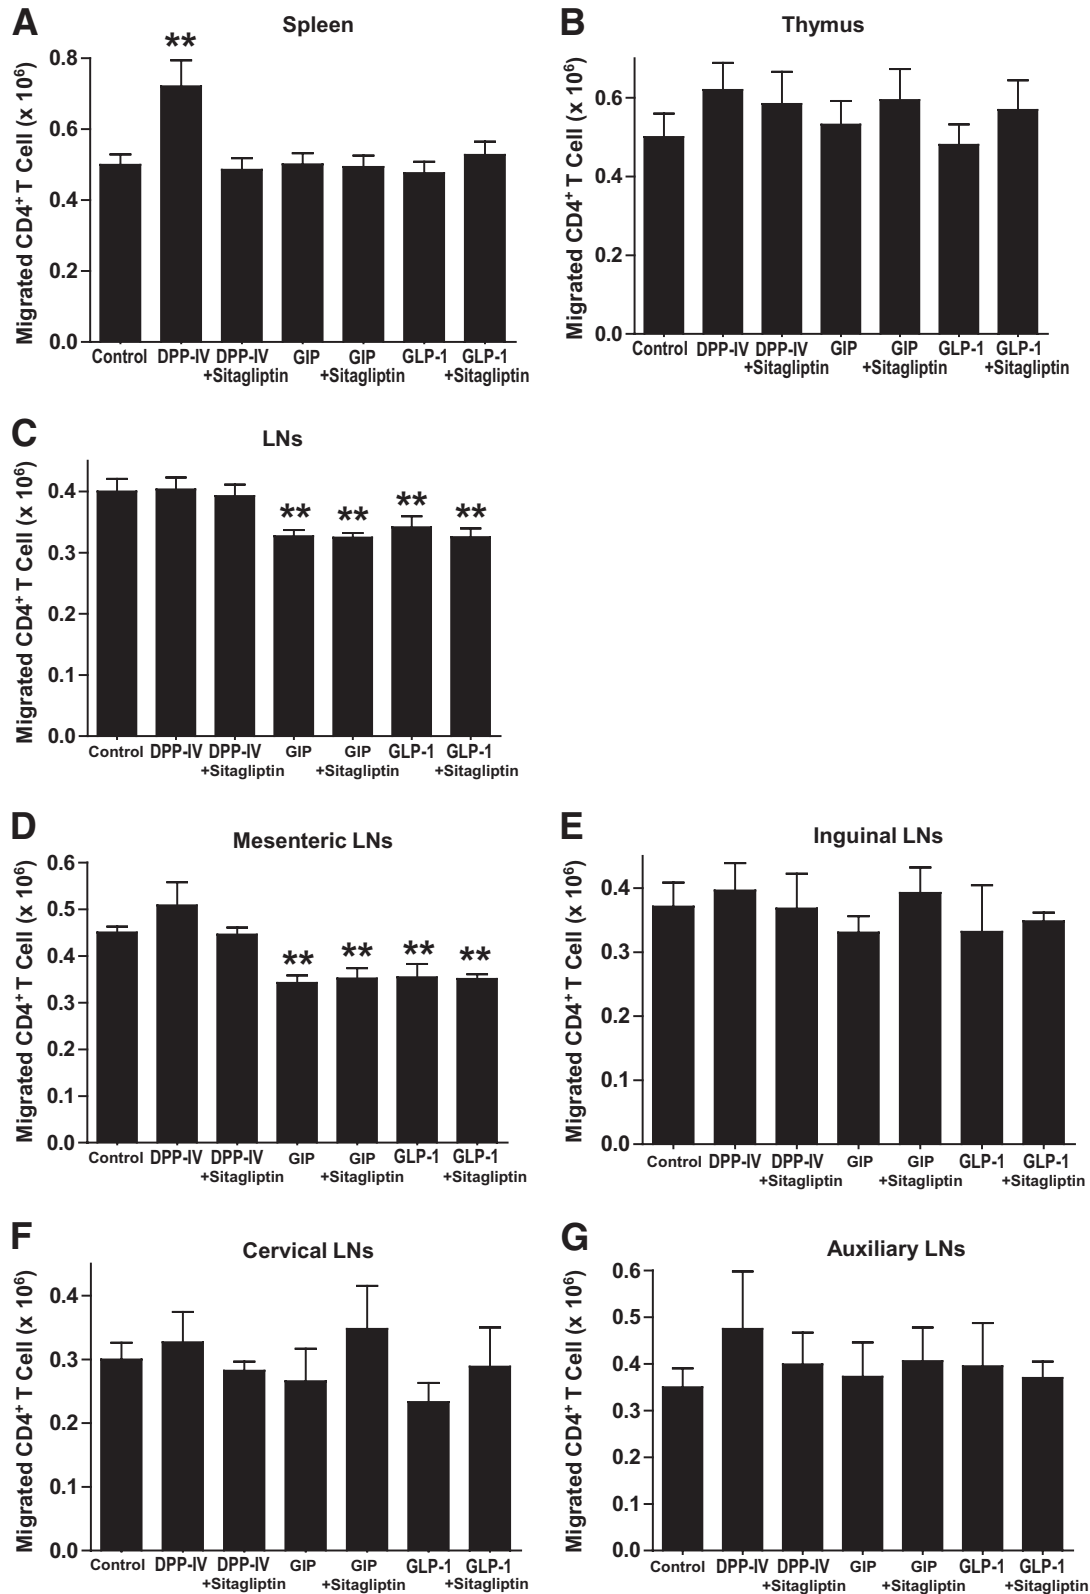 A
Spleen
Migrated CD4⁺ T Cell (x 10⁶)
0.8
0.6
0.4
0.2
0.0
**
Control
DPP-IV
DPP-IV
+Sitagliptin
GIP
GIP
+Sitagliptin
GLP-1
GLP-1
+Sitagliptin
B
Thymus
Migrated CD4⁺ T Cell (x 10⁶)
0.6
0.4
0.2
0.0
Control
DPP-IV
DPP-IV
+Sitagliptin
GIP
GIP
+Sitagliptin
GLP-1
GLP-1
+Sitagliptin
C
LNs
Migrated CD4⁺ T Cell (x 10⁶)
0.4
0.3
0.2
0.1
0.0
**
**
**
**
Control
DPP-IV
DPP-IV
+Sitagliptin
GIP
GIP
+Sitagliptin
GLP-1
GLP-1
+Sitagliptin
D
Mesenteric LNs
Migrated CD4⁺ T Cell (x 10⁶)
0.6
0.5
0.4
0.3
0.2
0.1
0.0
**
**
**
**
Control
DPP-IV
DPP-IV
+Sitagliptin
GIP
GIP
+Sitagliptin
GLP-1
GLP-1
+Sitagliptin
E
Inguinal LNs
Migrated CD4⁺ T Cell (x 10⁶)
0.4
0.3
0.2
0.1
0.0
Control
DPP-IV
DPP-IV
+Sitagliptin
GIP
GIP
+Sitagliptin
GLP-1
GLP-1
+Sitagliptin
F
Cervical LNs
Migrated CD4⁺ T Cell (x 10⁶)
0.4
0.3
0.2
0.1
0.0
Control
DPP-IV
DPP-IV
+Sitagliptin
GIP
GIP
+Sitagliptin
GLP-1
GLP-1
+Sitagliptin
G
Auxiliary LNs
Migrated CD4⁺ T Cell (x 10⁶)
0.6
0.5
0.4
0.3
0.2
0.1
0.0
Control
DPP-IV
DPP-IV
+Sitagliptin
GIP
GIP
+Sitagliptin
GLP-1
GLP-1
+Sitagliptin